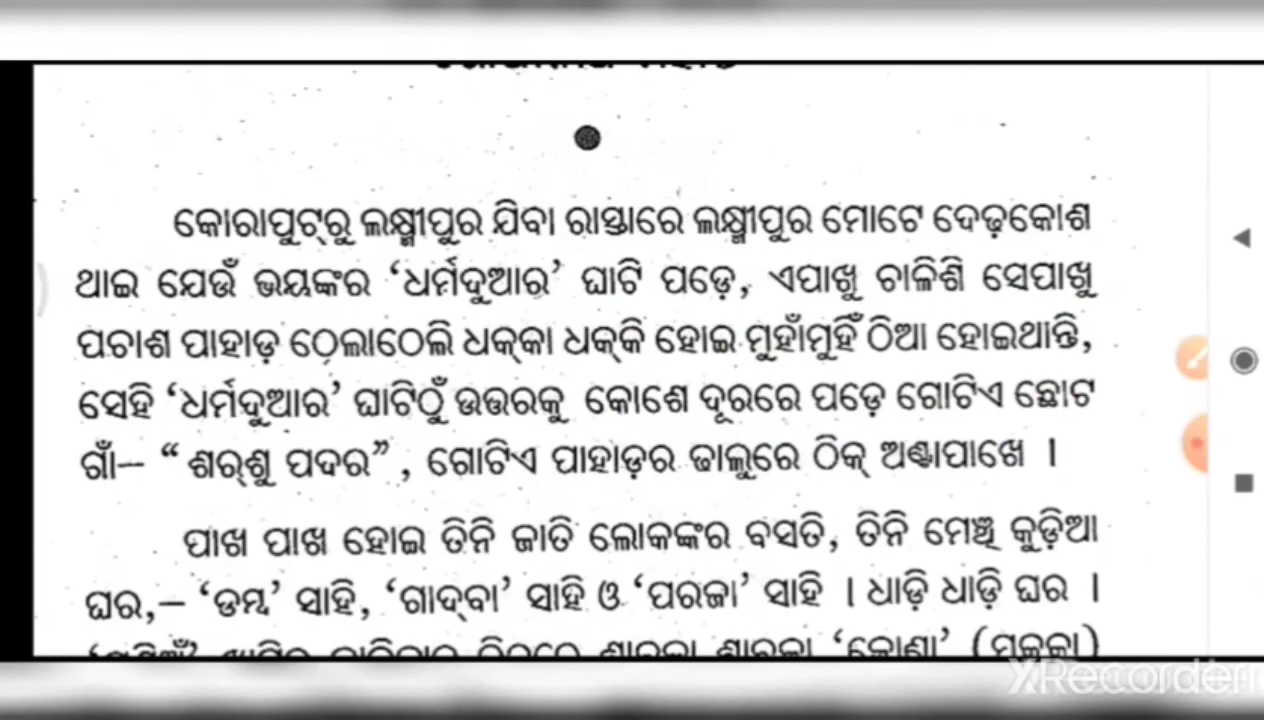 କୋରାପୁଟ୍‌ରୁ ଲକ୍ଷ୍ମୀପୁର ଯିବା ରାସ୍ତାରେ ଲକ୍ଷ୍ମୀପୁର ମୋଟେ ଦେଢ଼କୋଶ
ଥାଇ ଯେଉଁ ଭୟଙ୍କର ‘ଧର୍ମଦୁଆର’ ଘାଟି ପଡ଼େ, ଏପାଖୁ ଚାଳିଶି ସେପାଖୁ
ପଚାଶ ପାହାଡ଼ ଠେଲାଠେଲି ଧକ୍‌କା ଧକ୍‌କି ହୋଇ ମୁହାଁମୁହିଁ ଠିଆ ହୋଇଥାନ୍ତି,
ସେହି ‘ଧର୍ମଦୁଆର’ ଘାଟିଠୁଁ ଉତ୍ତରକୁ କୋଶେ ଦୂରରେ ପଡ଼େ ଗୋଟିଏ ଛୋଟ
ଗାଁ— “ ଶର୍‌ଶୁ ପଦର” , ଗୋଟିଏ ପାହାଡ଼ର ଢାଲୁରେ ଠିକ୍ ଅଣ୍ଟାପାଖେ ।
ପାଖ ପାଖ ହୋଇ ତିନି ଜାତି ଲୋକଙ୍କର ବସତି, ତିନି ମେଞ୍ଚି କୁଡ଼ିଆ
ଘର,— ‘ଡମ୍ବ’ ସାହି, ‘ଗାଦ୍‌ବା’ ସାହି ଓ ‘ପରଜା’ ସାହି । ଧାଡ଼ି ଧାଡ଼ି ଘର ।
XRecorder